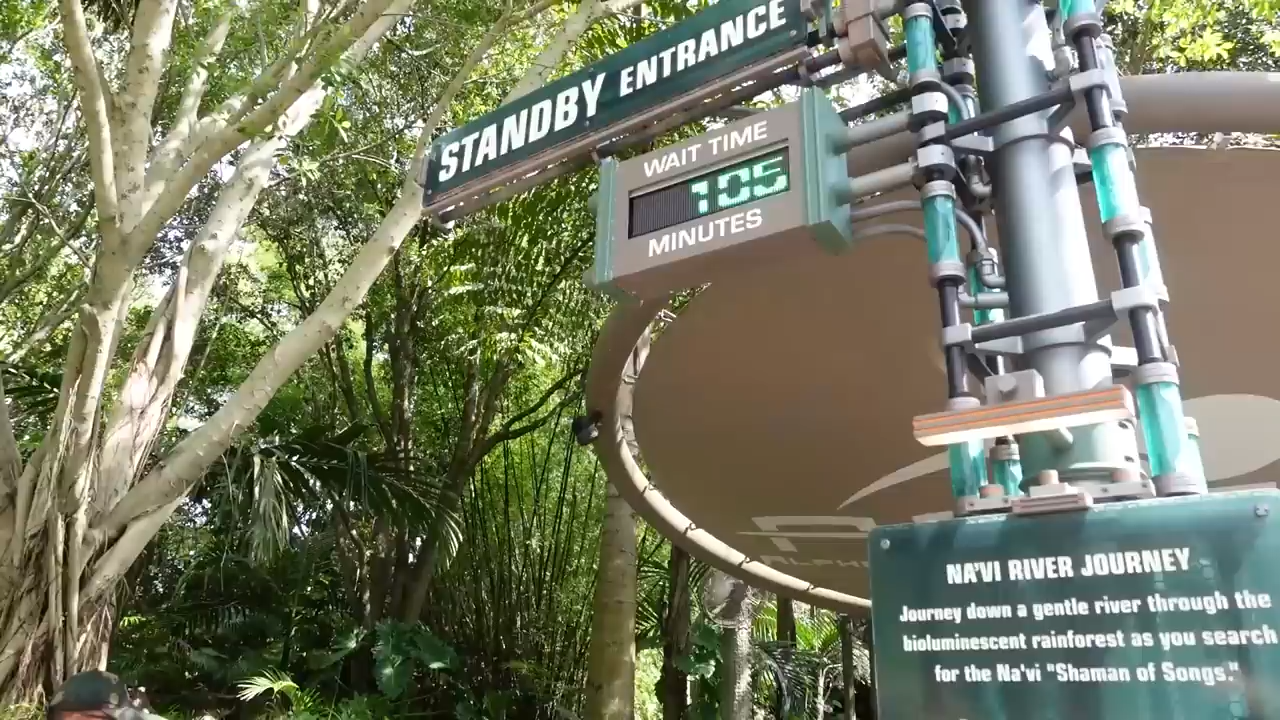 STANDBY ENTRANCE
WAIT TIME
105
MINUTES
NA'VI RIVER JOURNEY
Journey down a gentle river through the
bioluminescent rainforest as you search
for the Na'vi "Shaman of Songs."